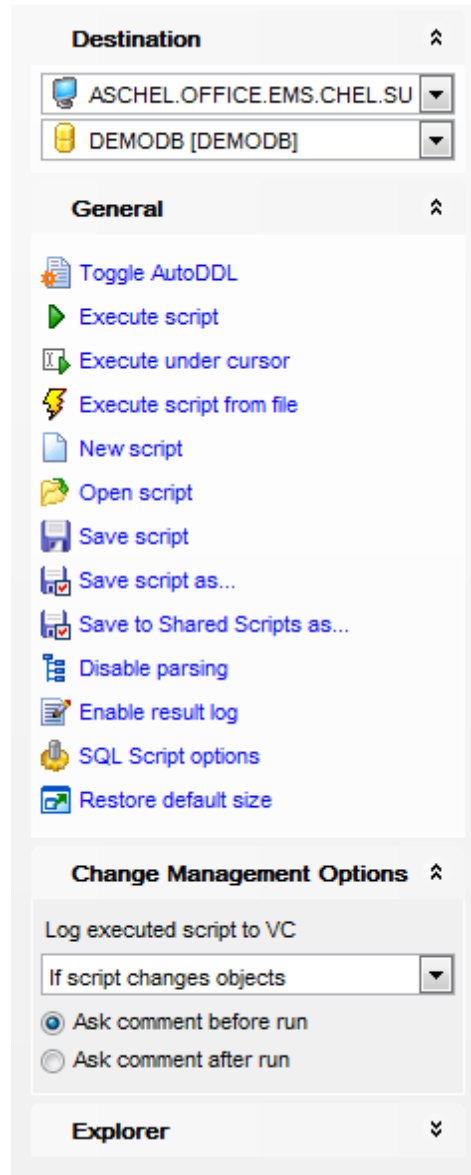 Destination
ASCHEL.OFFICE.EMS.CHEL.SU
DEMODB [DEMODB]
General
Toggle AutoDDL
Execute script
Execute under cursor
Execute script from file
New script
Open script
Save script
Save script as...
Save to Shared Scripts as...
Disable parsing
Enable result log
SQL Script options
Restore default size
Change Management Options
Log executed script to VC
If script changes objects
Ask comment before run
Ask comment after run
Explorer